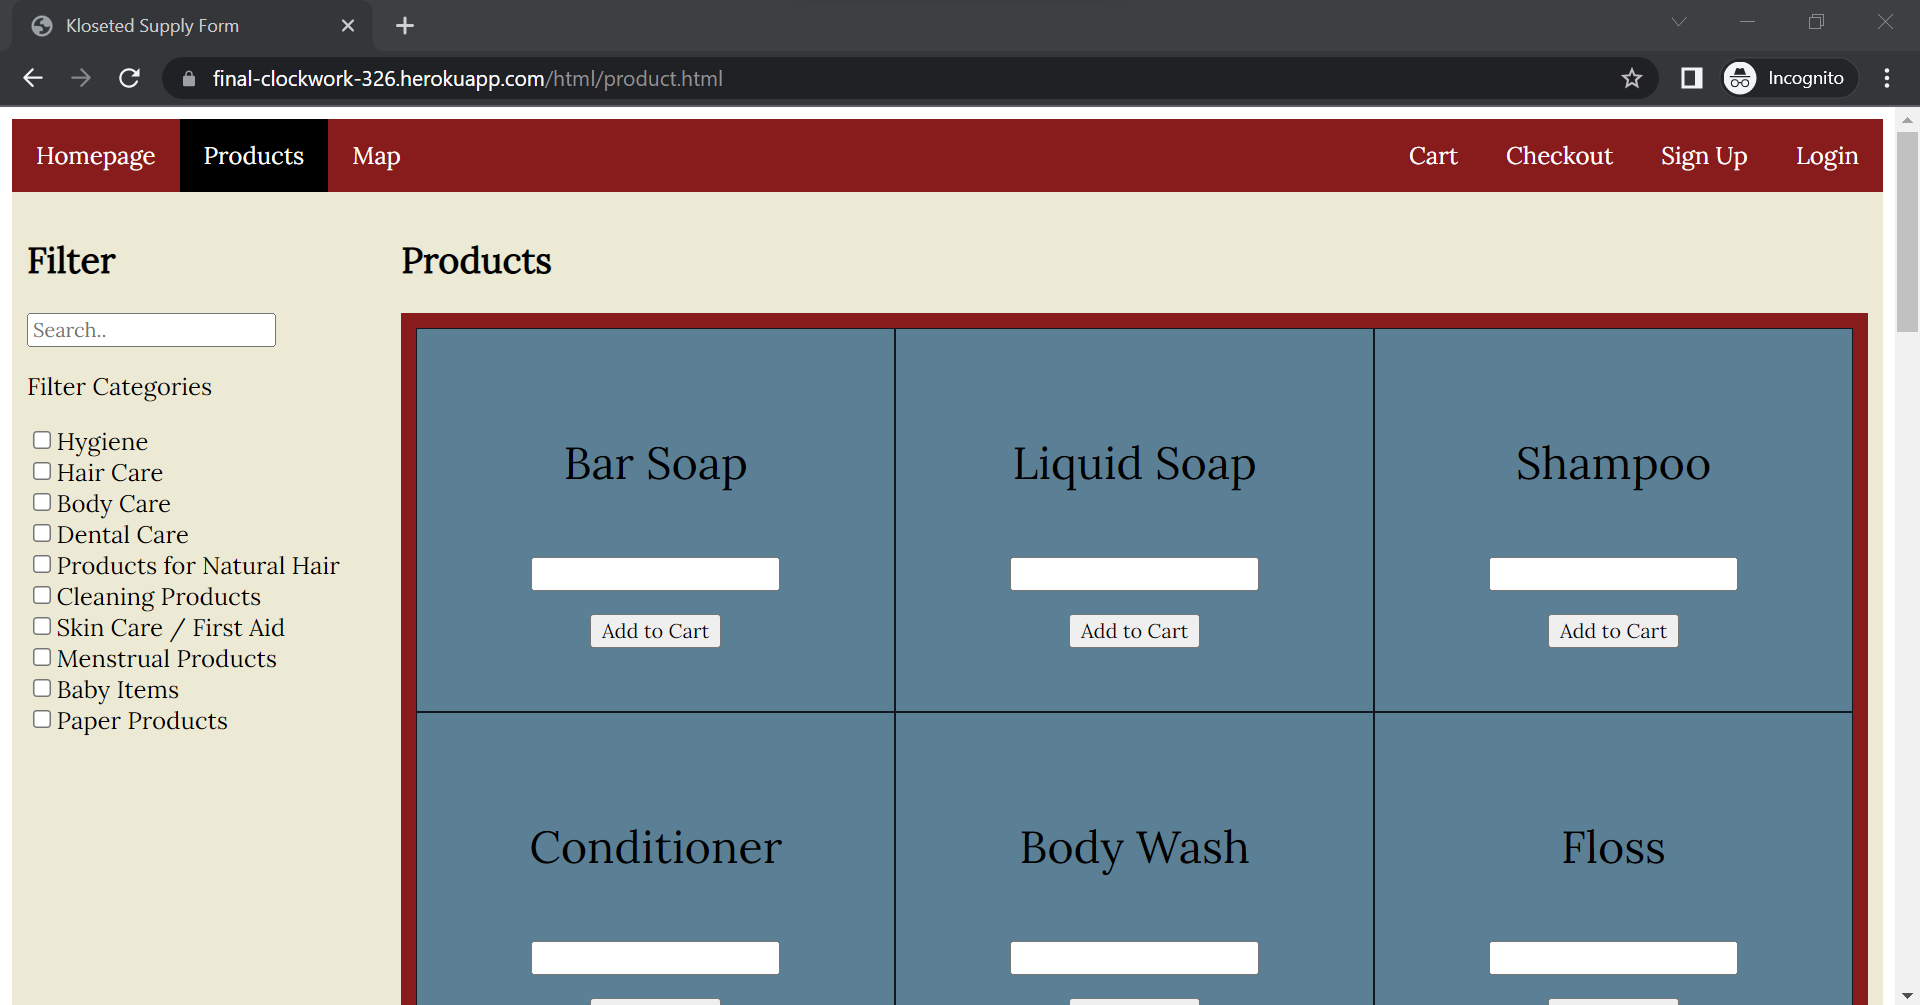 Kloseted Supply Form
final-clockwork-326.herokuapp.com/html/product.html
Incognito
Homepage Products Map Cart Checkout Sign Up Login
Filter
Search..
Filter Categories
Hygiene
Hair Care
Body Care
Dental Care
Products for Natural Hair
Cleaning Products
Skin Care / First Aid
Menstrual Products
Baby Items
Paper Products
Products
Bar Soap
Add to Cart
Liquid Soap
Add to Cart
Shampoo
Add to Cart
Conditioner
Body Wash
Floss